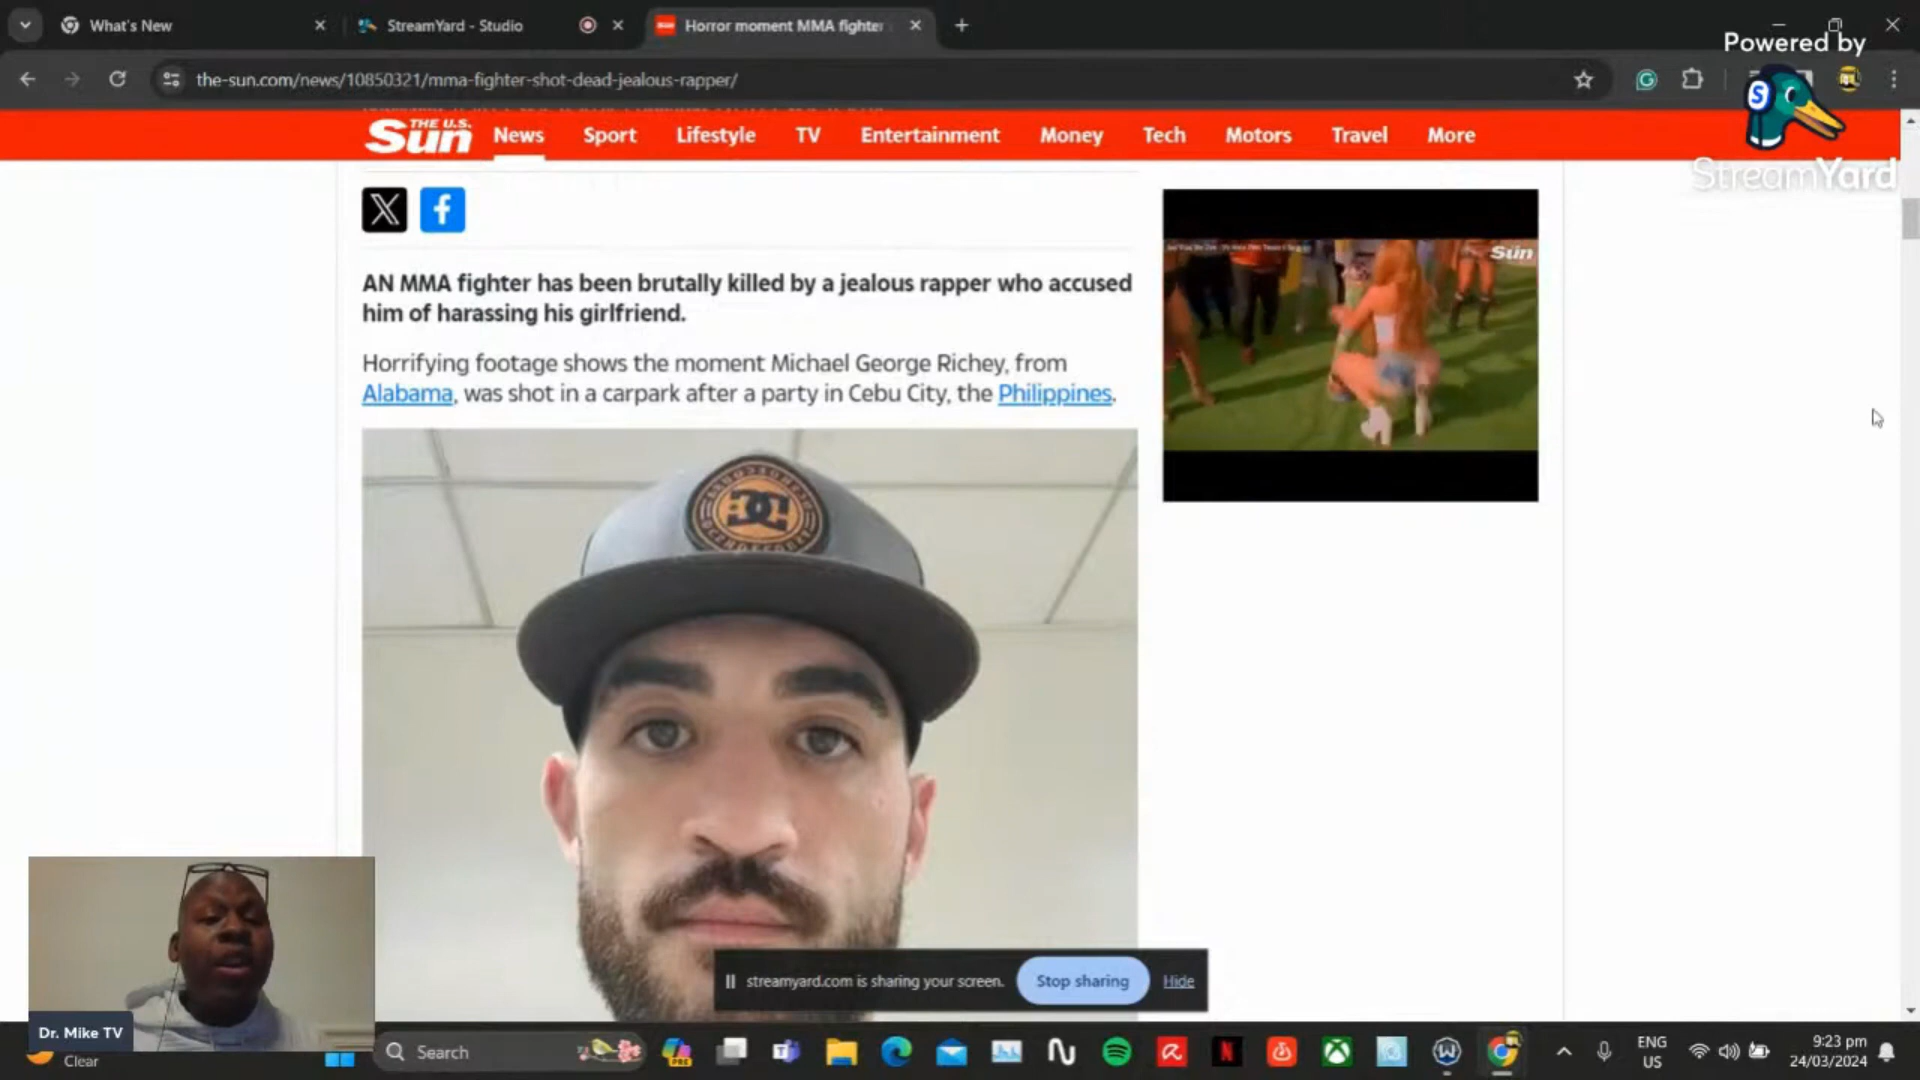 What's New
StreamYard - Studio
Horror moment MMA fighter
Powered by
the-sun.com/news/10850321/mma-fighter-shot-dead-jealous-rapper/
StreamYard
THE U.S. Sun
News Sport Lifestyle TV Entertainment Money Tech Motors Travel More
AN MMA fighter has been brutally killed by a jealous rapper who accused
him of harassing his girlfriend.
Horrifying footage shows the moment Michael George Richey, from
Alabama, was shot in a carpark after a party in Cebu City, the Philippines.
Sun
streamyard.com is sharing your screen.
Stop sharing
Hide
Dr. Mike TV
Clear
Search
PRE
ENG
US
9:23 pm
24/03/2024